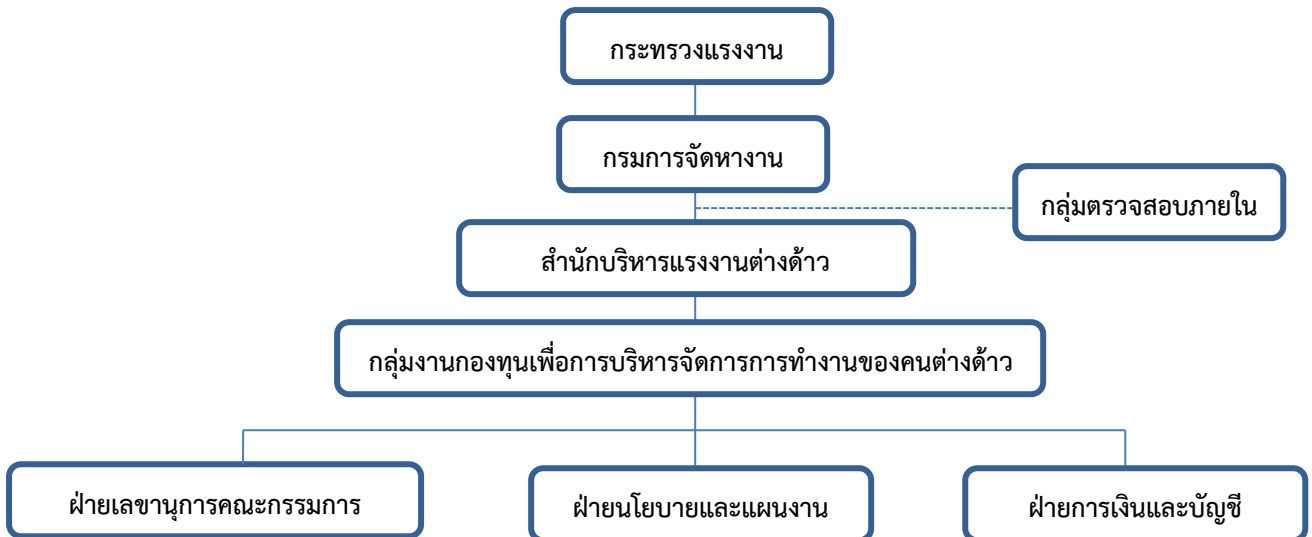 กระทรวงแรงงาน
กรมการจัดหางาน
กลุ่มตรวจสอบภายใน
สำนักบริหารแรงงานต่างด้าว
กลุ่มงานกองทุนเพื่อการบริหารจัดการการทำงานของคนต่างด้าว
ฝ่ายเลขานุการคณะกรรมการ
ฝ่ายนโยบายและแผนงาน
ฝ่ายการเงินและบัญชี